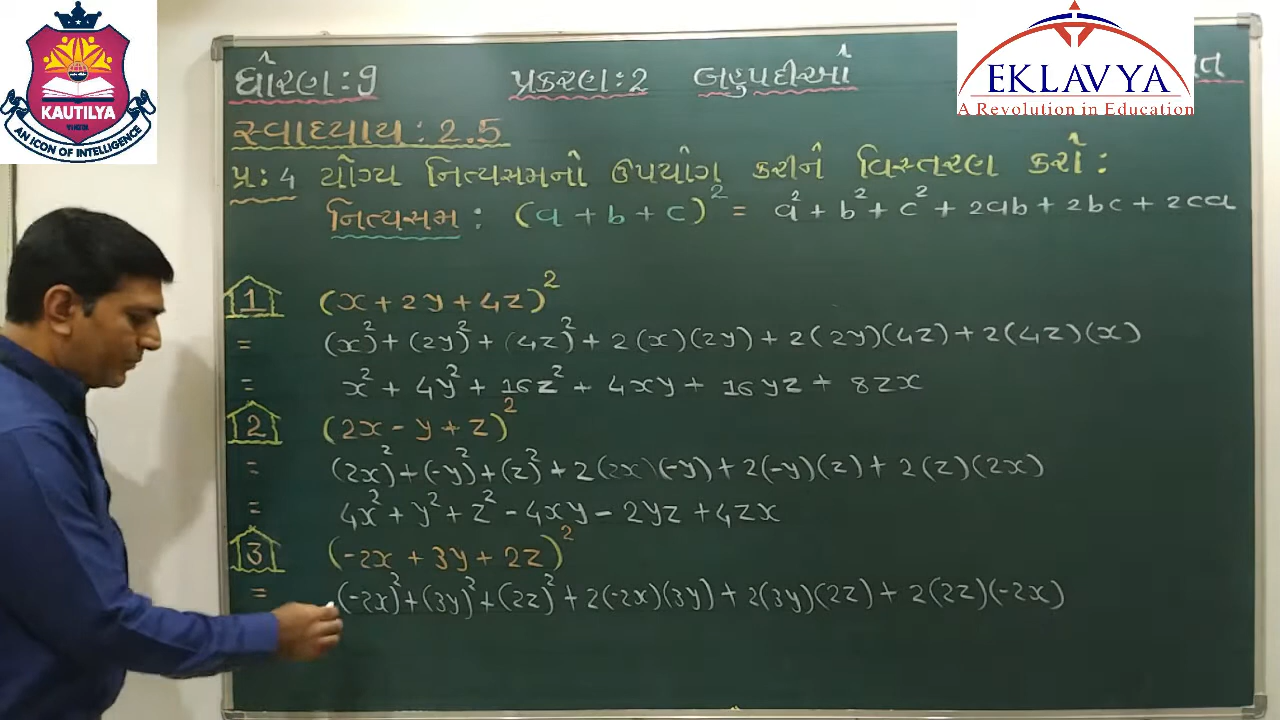 KAUTILYA
AN ICON OF INTELLIGENCE
EKLAVYA
A Revolution in Education
ધોરણ : 9 પ્રકરણ : 2 બહુપદીઓ
સ્વાધ્યાય : 2.5
પ્ર : 4 યોગ્ય નિત્યસમનો ઉપયોગ કરીને વિસ્તરણ કરો :
નિત્યસમ : (a + b + c)² = a² + b² + c² + 2ab + 2bc + 2ca
1 (x + 2y + 4z)²
= (x)² + (2y)² + (4z)² + 2(x)(2y) + 2(2y)(4z) + 2(4z)(x)
= x² + 4y² + 16z² + 4xy + 16yz + 8zx
2 (2x - y + z)²
= (2x)² + (-y)² + (z)² + 2(2x)(-y) + 2(-y)(z) + 2(z)(2x)
= 4x² + y² + z² - 4xy - 2yz + 4zx
3 (-2x + 3y + 2z)²
= (-2x)² + (3y)² + (2z)² + 2(-2x)(3y) + 2(3y)(2z) + 2(2z)(-2x)